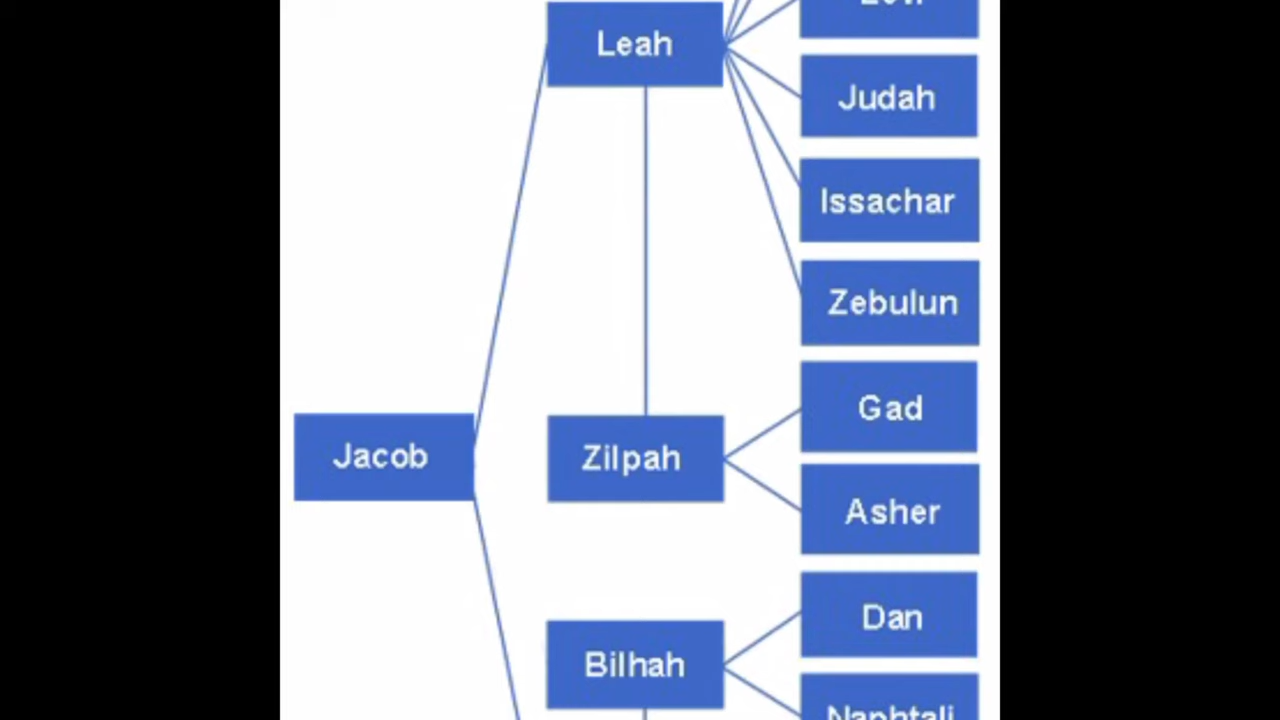 Leah
Judah
Issachar
Zebulun
Gad
Jacob
Zilpah
Asher
Dan
Bilhah
Naphtali